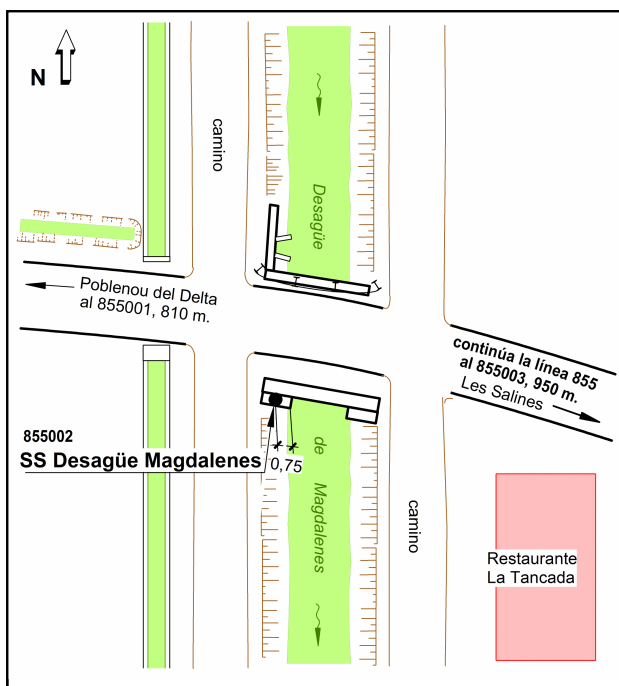 N
camino
Desagüe
Poblenou del Delta
al 855001, 810 m.
continúa la línea 855
al 855003, 950 m.
Les Salines
855002
SS Desagüe Magdalenes
0,75
de Magdalenes
camino
Restaurante
La Tancada